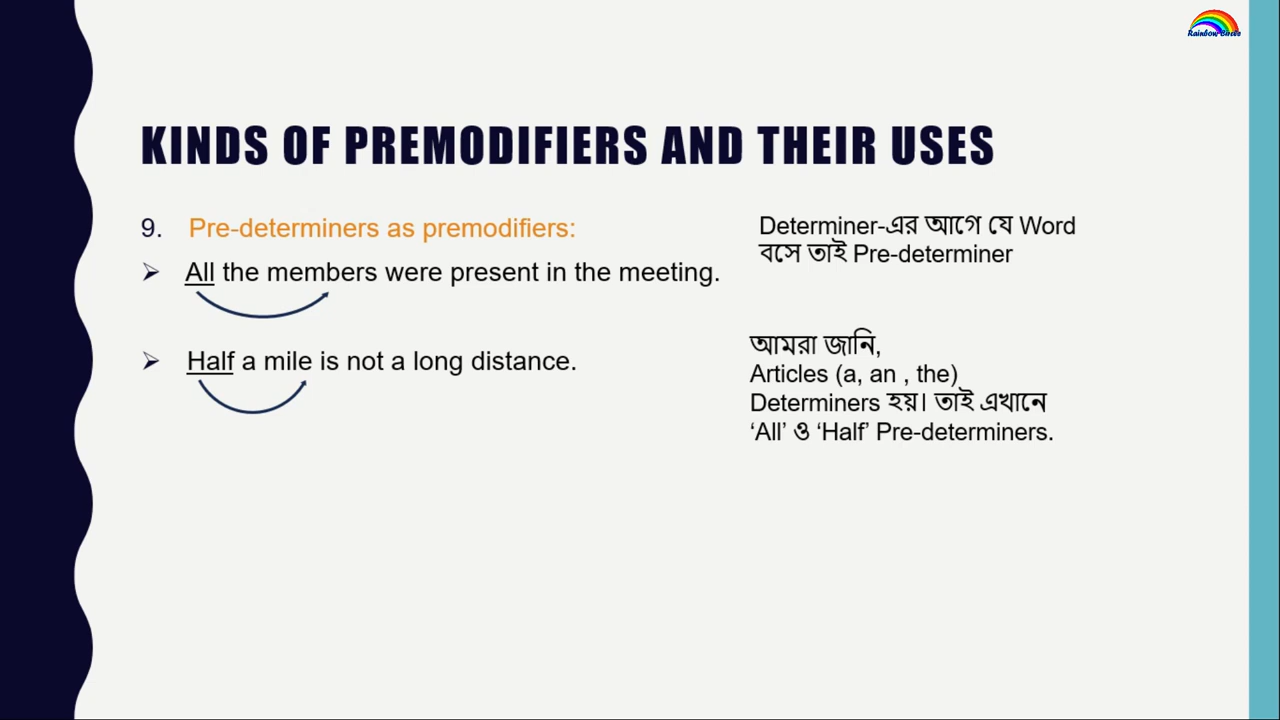 Rainbow Bires
KINDS OF PREMODIFIERS AND THEIR USES
9. Pre-determiners as premodifiers:
➢ All the members were present in the meeting.
➢ Half a mile is not a long distance.
Determiner-এর আগে যে Word
বসে তাই Pre-determiner
আমরা জানি,
Articles (a, an , the)
Determiners হয়। তাই এখানে
‘All’ ও ‘Half’ Pre-determiners.